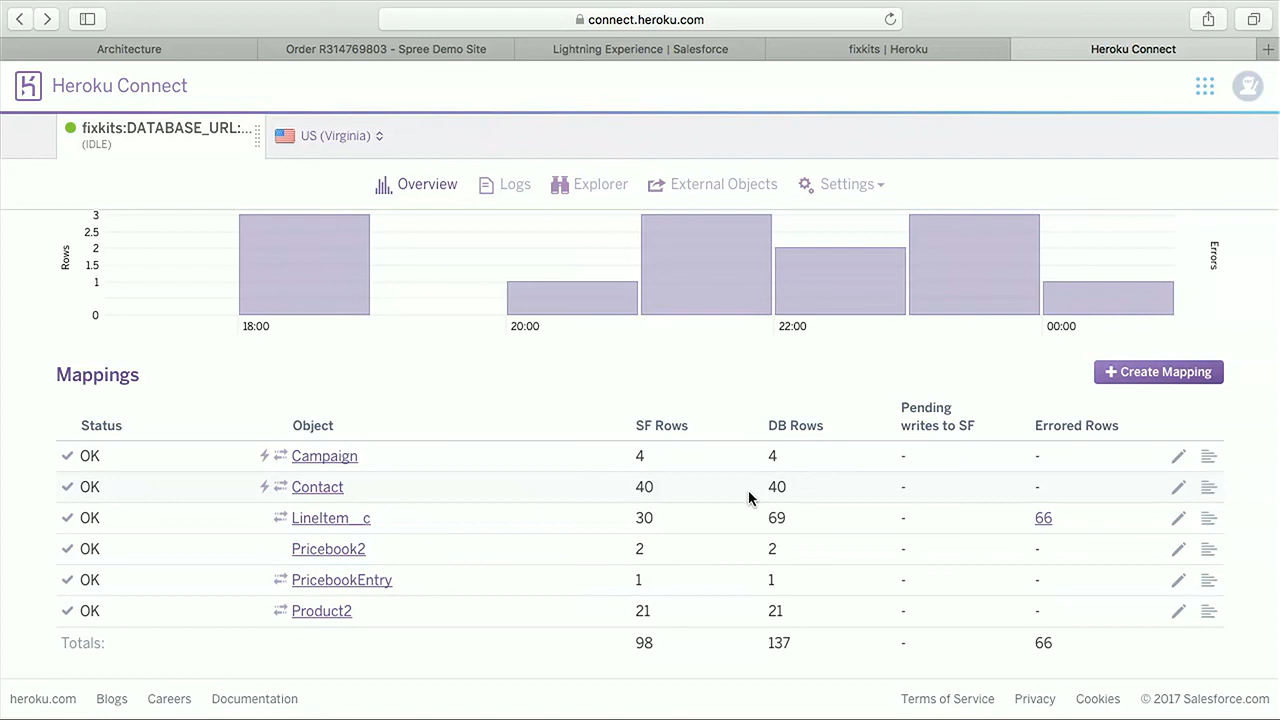 connect.heroku.com
Architecture
Order R314769803 - Spree Demo Site
Lightning Experience | Salesforce
fixkits | Heroku
Heroku Connect
Heroku Connect
fixkits:DATABASE_URL:...
(IDLE)
US (Virginia)
Overview
Logs
Explorer
External Objects
Settings
3
2.5
2
1.5
1
0
Rows
Errors
18:00
20:00
22:00
00:00
Mappings
+ Create Mapping
Status Object SF Rows DB Rows Pending writes to SF Errored Rows
OK Campaign 4 4 - -
OK Contact 40 40 - -
OK LineItem__c 30 69 - 66
OK Pricebook2 2 - -
OK PricebookEntry 1 1 - -
OK Product2 21 21 - -
Totals: 98 137 - 66
heroku.com Blogs Careers Documentation Terms of Service Privacy Cookies © 2017 Salesforce.com